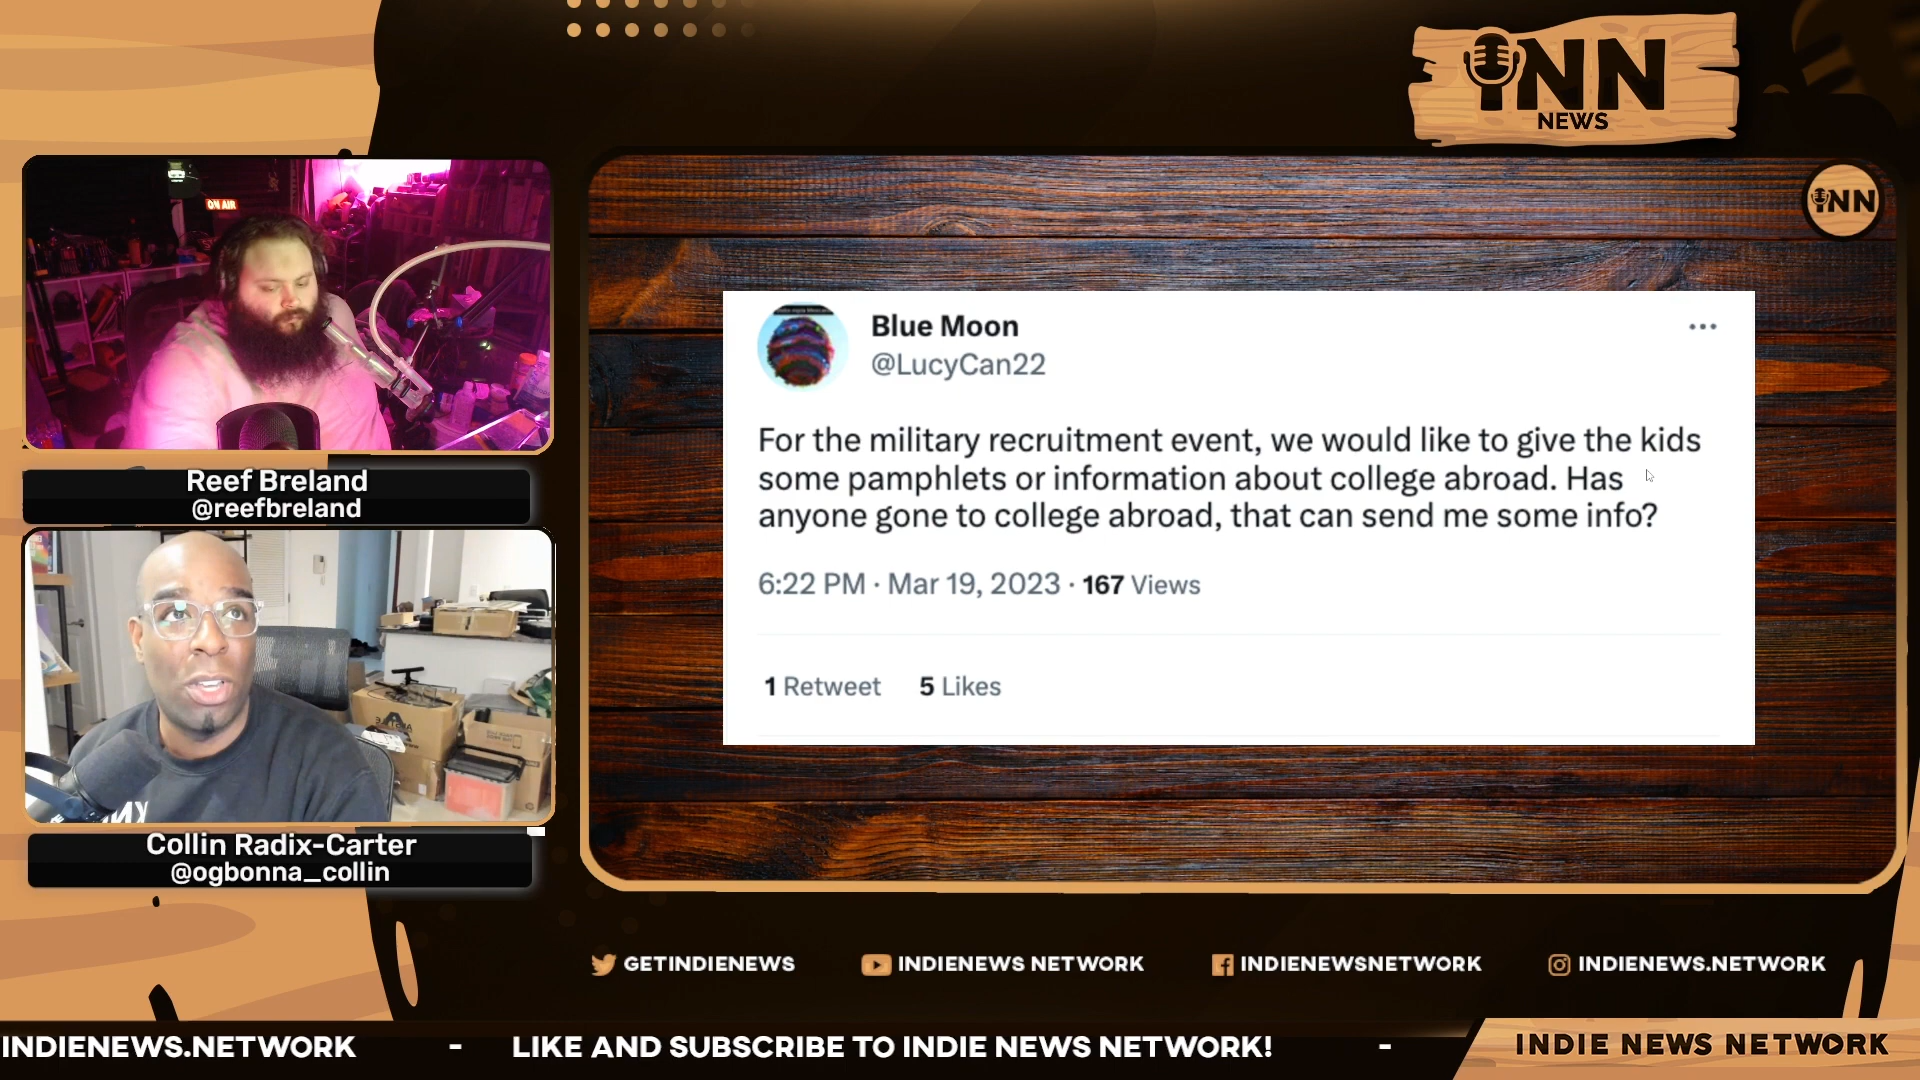 INN
NEWS
ON AIR
INN
Blue Moon
@LucyCan22
For the military recruitment event, we would like to give the kids
some pamphlets or information about college abroad. Has
anyone gone to college abroad, that can send me some info?
6:22 PM · Mar 19, 2023 · 167 Views
1 Retweet 5 Likes
Reef Breland
@reefbreland
Collin Radix-Carter
@ogbonna_collin
GETINDIENEWS
INDIENEWS NETWORK
INDIENEWSNETWORK
INDIENEWS.NETWORK
INDIENEWS.NETWORK - LIKE AND SUBSCRIBE TO INDIE NEWS NETWORK! -
INDIE NEWS NETWORK